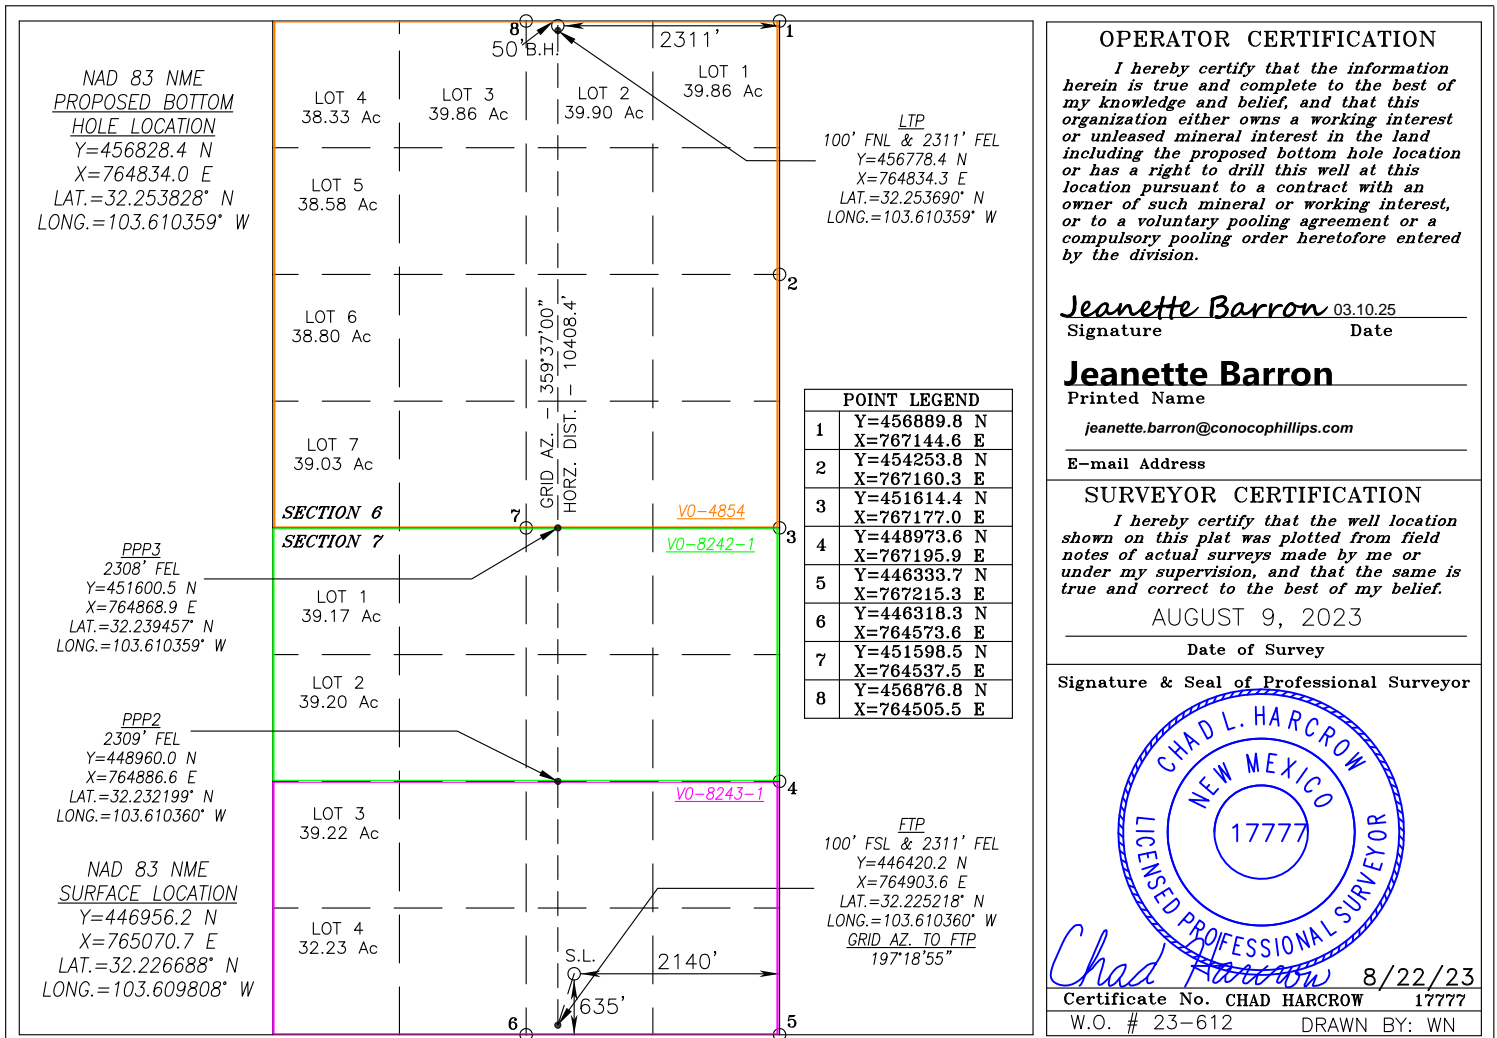 NAD 83 NME
PROPOSED BOTTOM
HOLE LOCATION
Y=456828.4 N
X=764834.0 E
LAT.=32.253828° N
LONG.=103.610359° W
8
50'
B.H.
2311'
1
LOT 4
38.33 Ac
LOT 3
39.86 Ac
LOT 2
39.90 Ac
LOT 1
39.86 Ac
LOT 5
38.58 Ac
LTP
100' FNL & 2311' FEL
Y=456778.4 N
X=764834.3 E
LAT.=32.253690° N
LONG.=103.610359° W
2
LOT 6
38.80 Ac
GRID AZ. - 359°37'00"
HORZ. DIST. - 10408.4'
LOT 7
39.03 Ac
SECTION 6
7
VO-4854
SECTION 7
VO-8242-1
3
POINT LEGEND
1 Y=456889.8 N
X=767144.6 E
2 Y=454253.8 N
X=767160.3 E
3 Y=451614.4 N
X=767177.0 E
4 Y=448973.6 N
X=767195.9 E
5 Y=446333.7 N
X=767215.3 E
6 Y=446318.3 N
X=764573.6 E
7 Y=451598.5 N
X=764537.5 E
8 Y=456876.8 N
X=764505.5 E
PPP3
2308' FEL
Y=451600.5 N
X=764868.9 E
LAT.=32.239457° N
LONG.=103.610359° W
LOT 1
39.17 Ac
LOT 2
39.20 Ac
PPP2
2309' FEL
Y=448960.0 N
X=764886.6 E
LAT.=32.232199° N
LONG.=103.610360° W
4
VO-8243-1
LOT 3
39.22 Ac
FTP
100' FSL & 2311' FEL
Y=446420.2 N
X=764903.6 E
LAT.=32.225218° N
LONG.=103.610360° W
GRID AZ. TO FTP
197°18'55"
NAD 83 NME
SURFACE LOCATION
Y=446956.2 N
X=765070.7 E
LAT.=32.226688° N
LONG.=103.609808° W
LOT 4
32.23 Ac
S.L.
2140'
635'
6
5
OPERATOR CERTIFICATION
I hereby certify that the information
herein is true and complete to the best of
my knowledge and belief, and that this
organization either owns a working interest
or unleased mineral interest in the land
including the proposed bottom hole location
or has a right to drill this well at this
location pursuant to a contract with an
owner of such mineral or working interest,
or to a voluntary pooling agreement or a
compulsory pooling order heretofore entered
by the division.
Jeanette Barron 03.10.25
Signature Date
Jeanette Barron
Printed Name
jeanette.barron@conocophillips.com
E-mail Address
SURVEYOR CERTIFICATION
I hereby certify that the well location
shown on this plat was plotted from field
notes of actual surveys made by me or
under my supervision, and that the same is
true and correct to the best of my belief.
AUGUST 9, 2023
Date of Survey
Signature & Seal of Professional Surveyor
CHAD L. HARCROW
NEW MEXICO
17777
LICENSED PROFESSIONAL SURVEYOR
Chad Harcrow 8/22/23
Certificate No. CHAD HARCROW 17777
W.O. # 23-612 DRAWN BY: WN